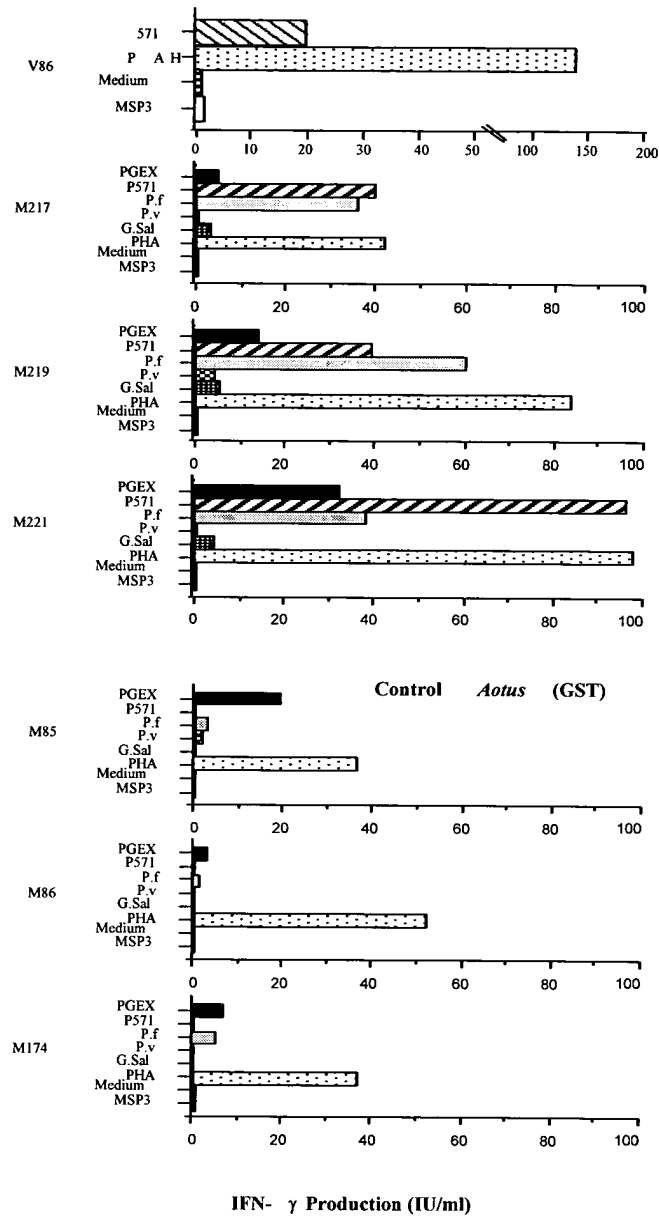 571
P A H
V86
Medium
MSP3
0 10 20 30 40 50 100 150 200
PGEX
P571
P.f
M217
P.v
G.Sal
PHA
Medium
MSP3
0 20 40 60 80 100
PGEX
P571
P.f
M219
P.v
G.Sal
PHA
Medium
MSP3
0 20 40 60 80 100
PGEX
P571
M221
P.f
P.v
G.Sal
PHA
Medium
MSP3
0 20 40 60 80 100
Control Aotus (GST)
PGEX
P571
P.f
M85
P.v
G.Sal
PHA
Medium
MSP3
0 20 40 60 80 100
PGEX
P571
P.f
M86
P.v
G.Sal
PHA
Medium
MSP3
0 20 40 60 80 100
PGEX
P571
P.f
M174
P.v
G.Sal
PHA
Medium
MSP3
0 20 40 60 80 100
IFN- γ Production (IU/ml)